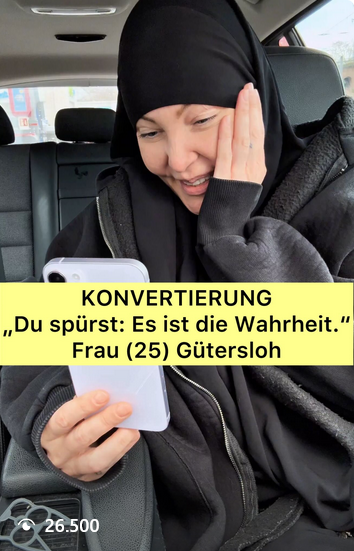 KONVERTIERUNG
„Du spürst: Es ist die Wahrheit.“
Frau (25) Gütersloh
26.500